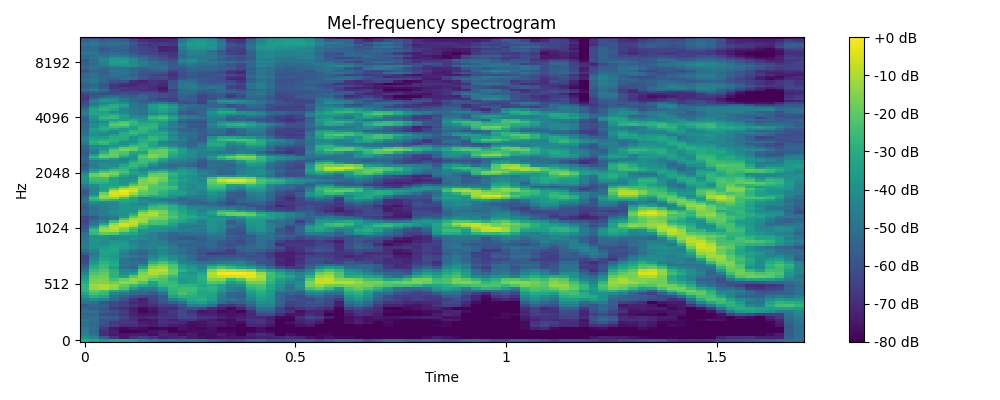 Mel-frequency spectrogram
8192
4096
2048
1024
512
0
Hz
0
0.5
1
1.5
Time
+0 dB
-10 dB
-20 dB
-30 dB
-40 dB
-50 dB
-60 dB
-70 dB
-80 dB